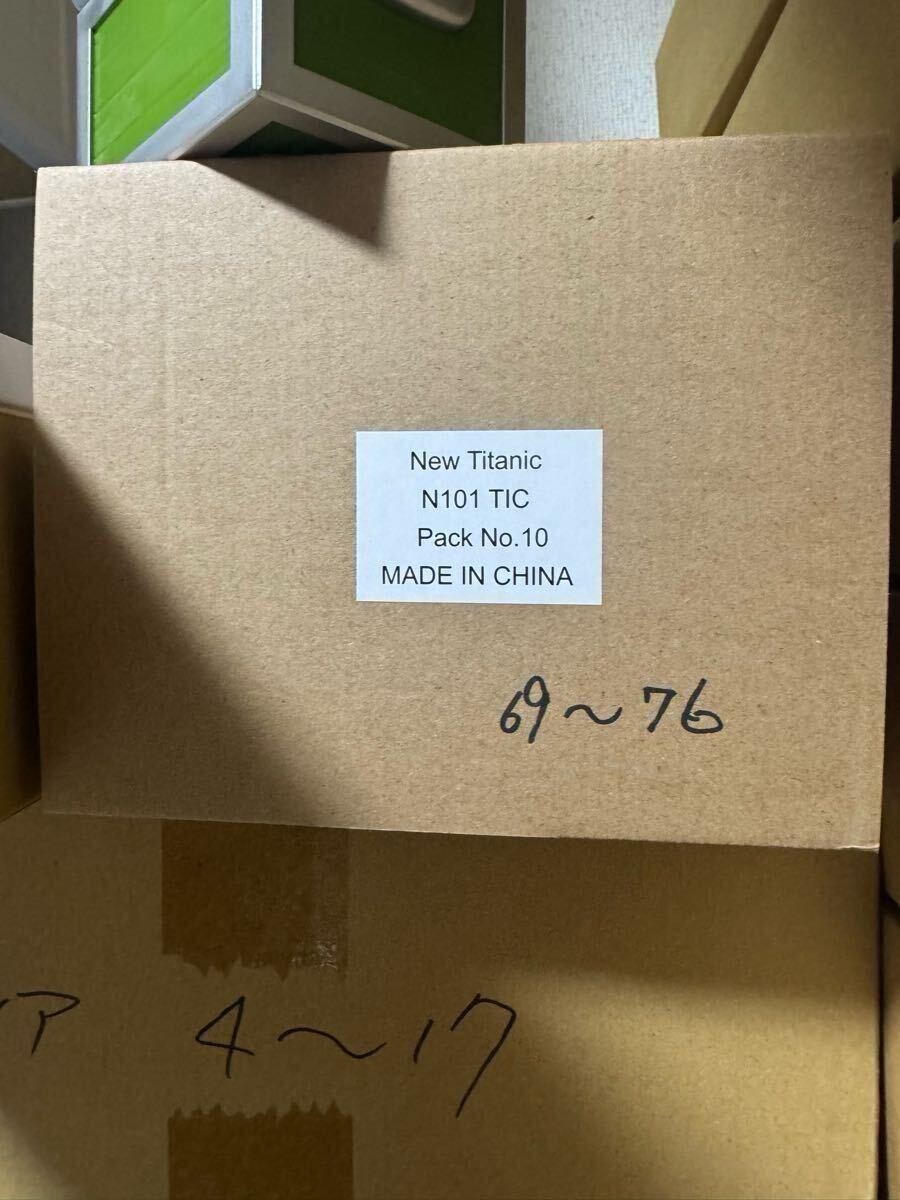 New Titanic
N101 TIC
Pack No.10
MADE IN CHINA
69～76
ア 4～17